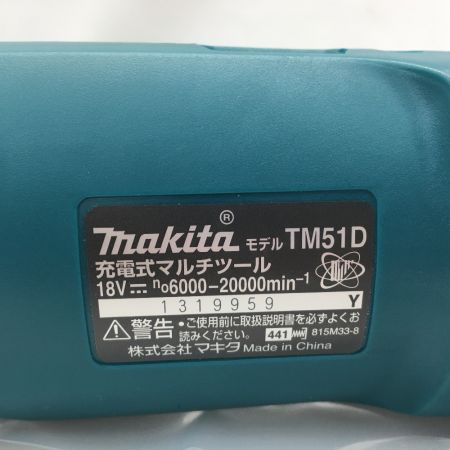 makita® モデル TM51D
充電式マルチツール
18V⎓ no6000-20000min-1
1319959 Y
⚠警告 • ご使用前に取扱説明書を必ずよくお
読みください。 441 815M33-8
株式会社 マキタ Made in China